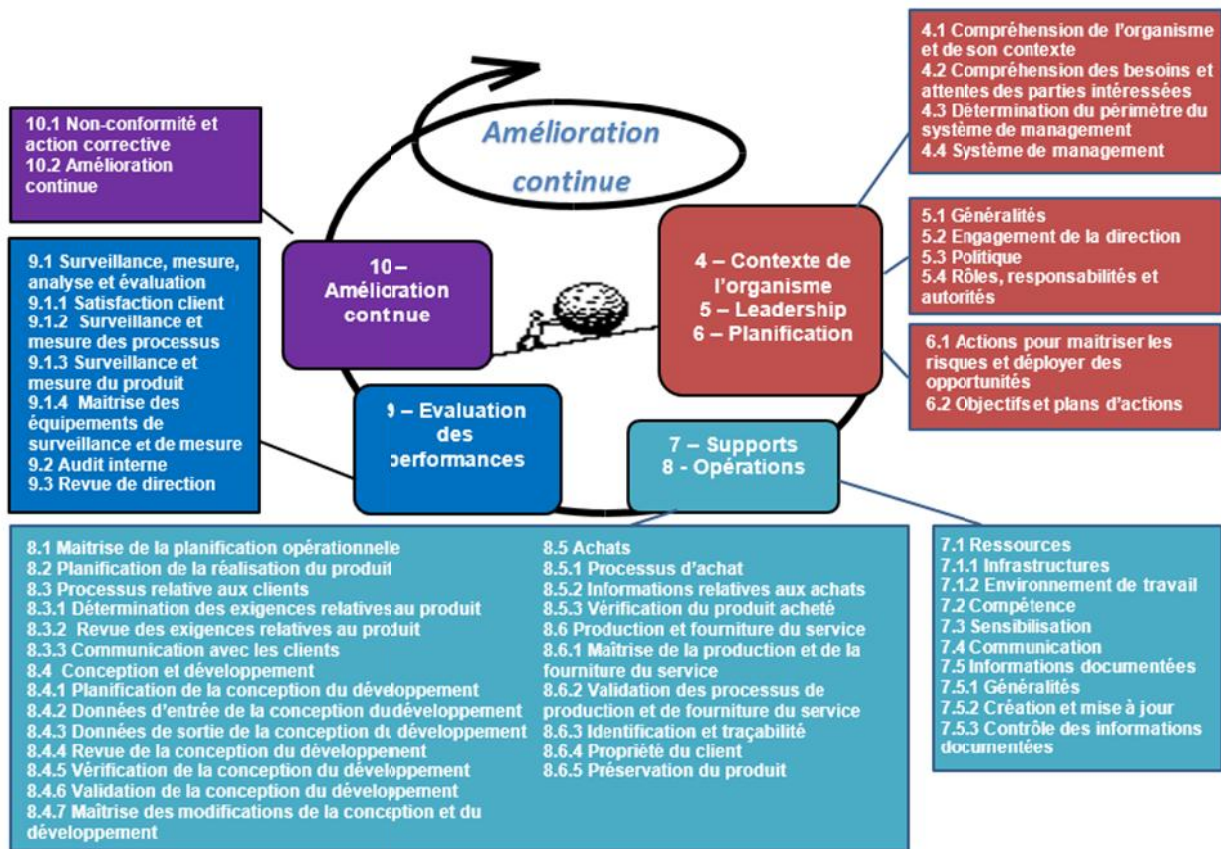 Amélioration
continue
4.1 Compréhension de l'organisme
et de son contexte
4.2 Compréhension des besoins et
attentes des parties intéressées
4.3 Détermination du périmètre du
système de management
4.4 Système de management
10.1 Non-conformité et
action corrective
10.2 Amélioration
continue
5.1 Généralités
5.2 Engagement de la direction
5.3 Politique
5.4 Rôles, responsabilités et
autorités
10 –
Amélioration
continue
4 – Contexte de
l'organisme
5 – Leadership
6 – Planification
9.1 Surveillance, mesure,
analyse et évaluation
9.1.1 Satisfaction client
9.1.2 Surveillance et
mesure des processus
9.1.3 Surveillance et
mesure du produit
9.1.4 Maitrise des
équipements de
surveillance et de mesure
9.2 Audit interne
9.3 Revue de direction
6.1 Actions pour maitriser les
risques et déployer des
opportunités
6.2 Objectifs et plans d'actions
9 – Evaluation
des
performances
7 – Supports
8 - Opérations
8.1 Maitrise de la planification opérationnelle
8.2 Planification de la réalisation du produit
8.3 Processus relative aux clients
8.3.1 Détermination des exigences relatives au produit
8.3.2 Revue des exigences relatives au produit
8.3.3 Communication avec les clients
8.4 Conception et développement
8.4.1 Planification de la conception du développement
8.4.2 Données d'entrée de la conception du développement
8.4.3 Données de sortie de la conception du développement
8.4.4 Revue de la conception du développement
8.4.5 Vérification de la conception du développement
8.4.6 Validation de la conception du développement
8.4.7 Maîtrise des modifications de la conception et du
développement
8.5 Achats
8.5.1 Processus d'achat
8.5.2 Informations relatives aux achats
8.5.3 Vérification du produit acheté
8.6 Production et fourniture du service
8.6.1 Maîtrise de la production et de la
fourniture du service
8.6.2 Validation des processus de
production et de fourniture du service
8.6.3 Identification et traçabilité
8.6.4 Propriété du client
8.6.5 Préservation du produit
7.1 Ressources
7.1.1 Infrastructures
7.1.2 Environnement de travail
7.2 Compétence
7.3 Sensibilisation
7.4 Communication
7.5 Informations documentées
7.5.1 Généralités
7.5.2 Création et mise à jour
7.5.3 Contrôle des informations
documentées